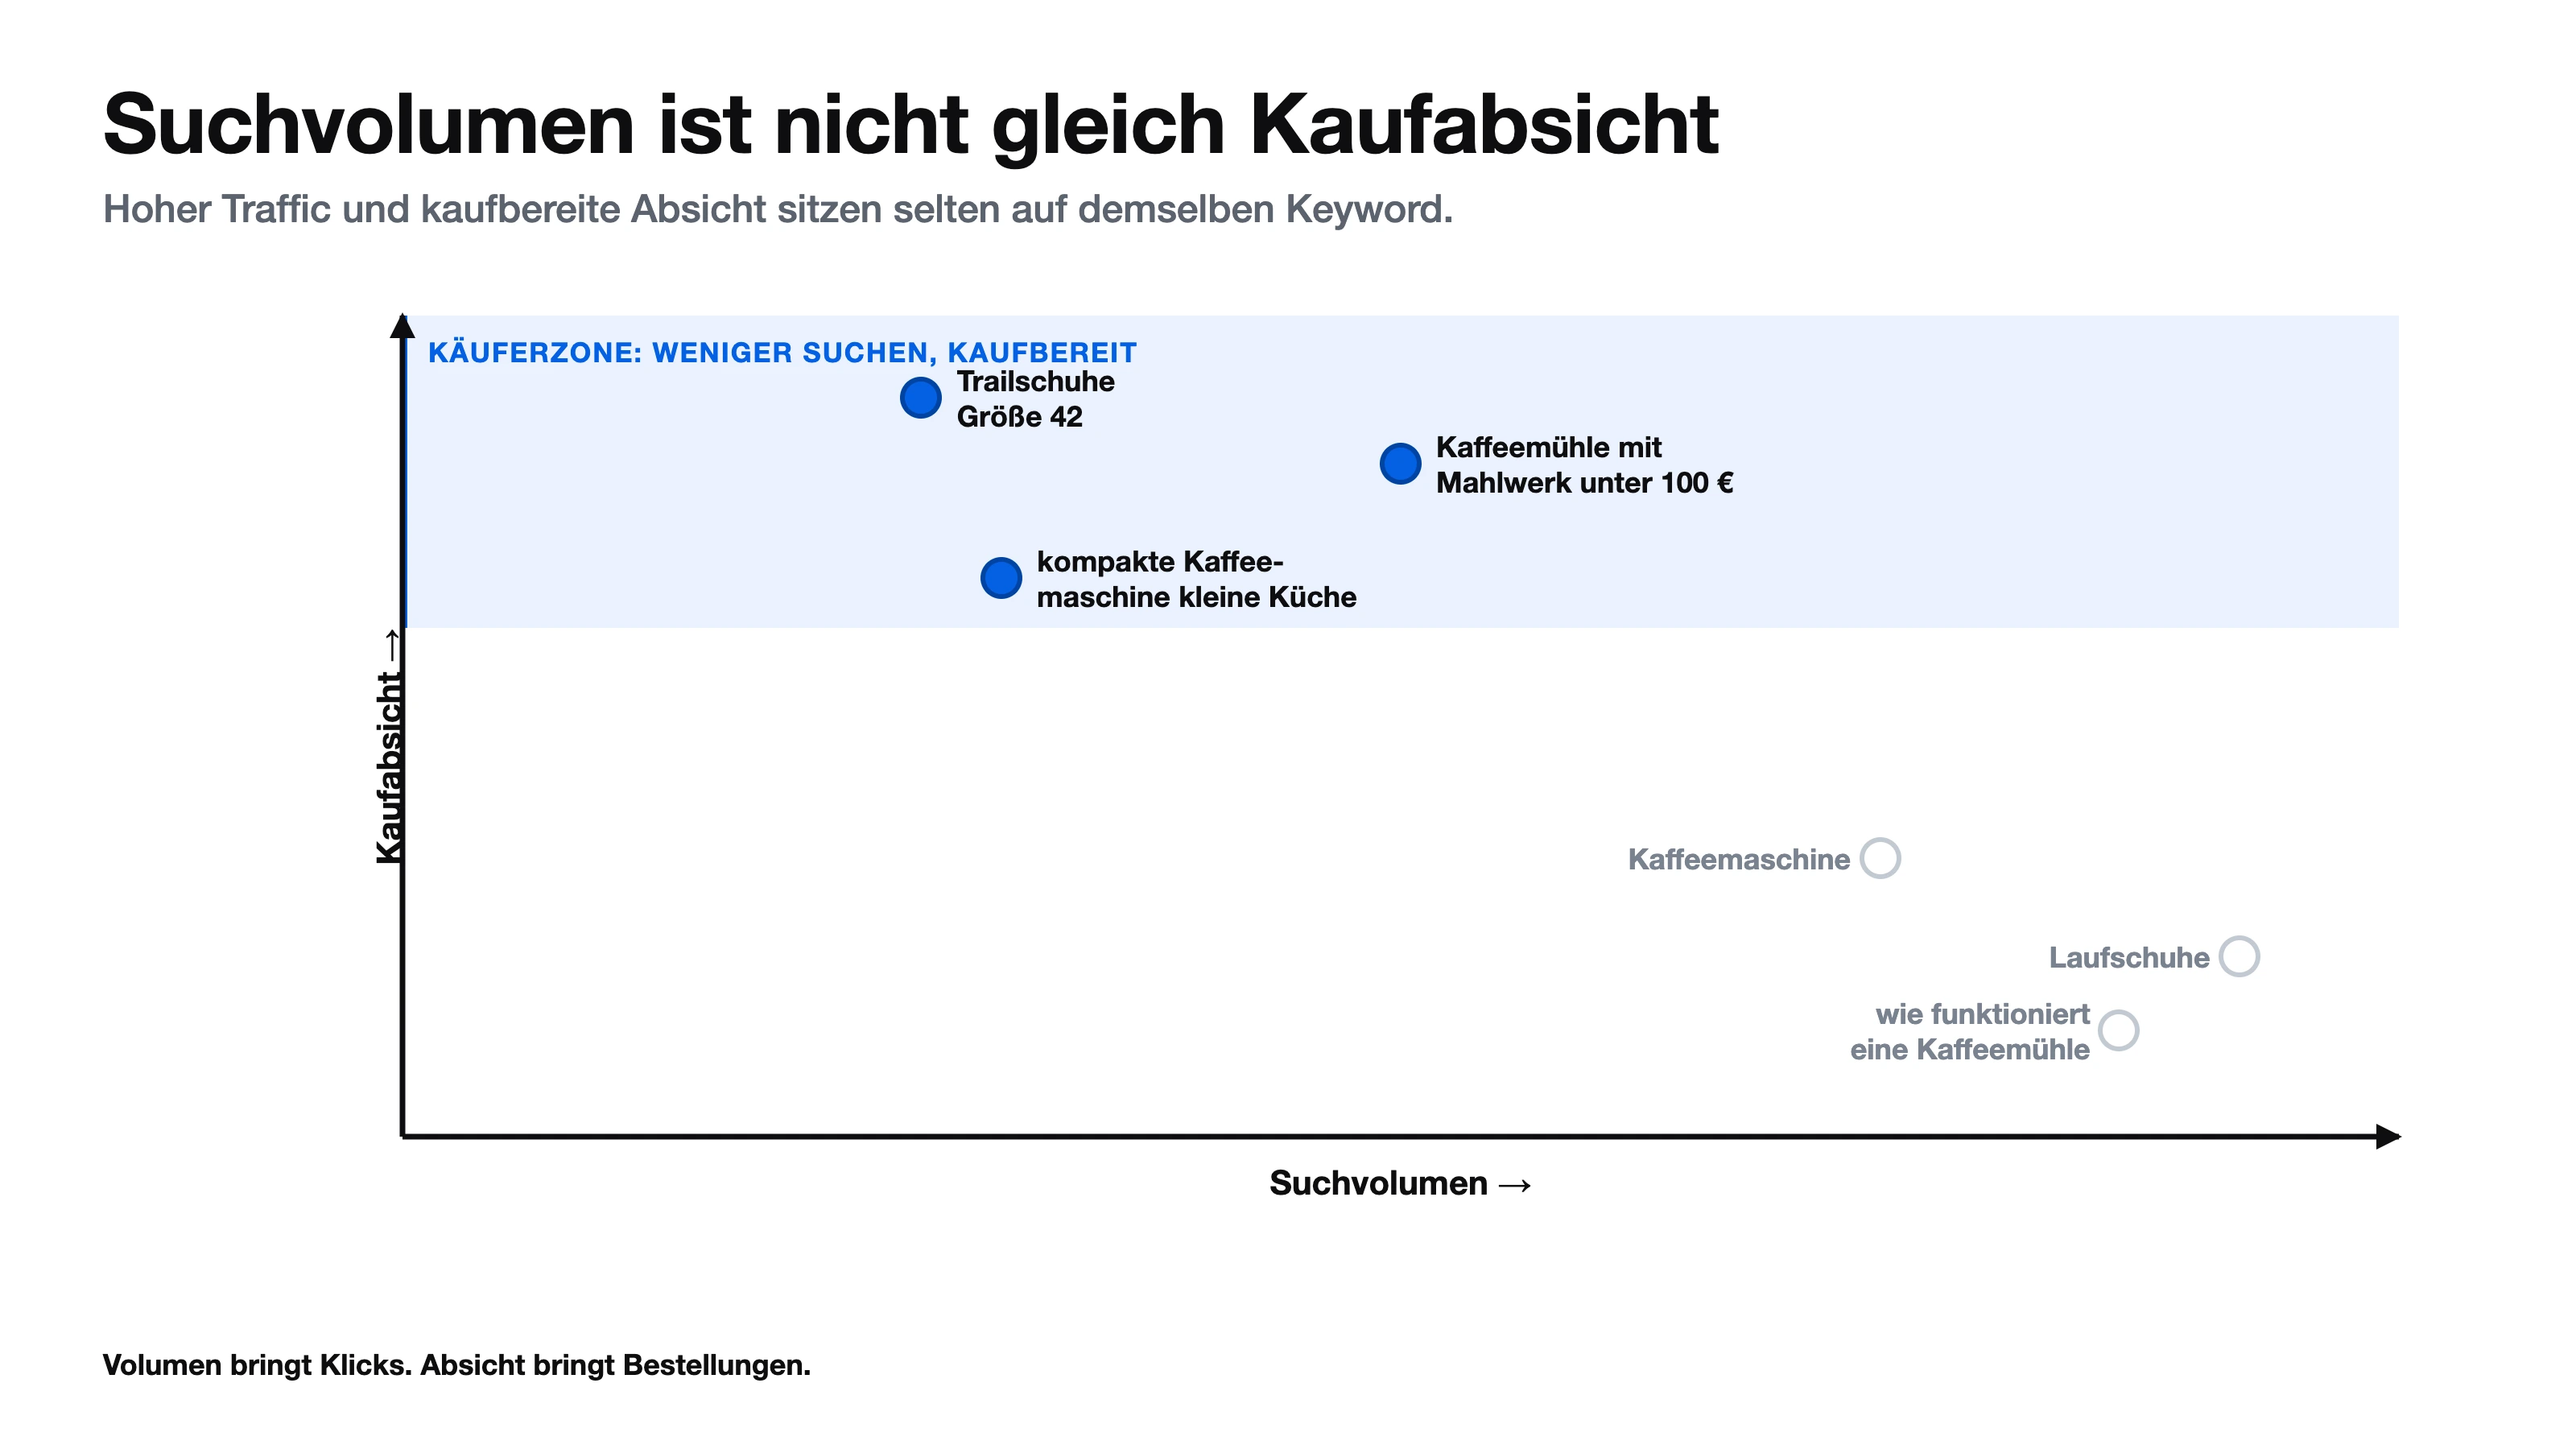 Suchvolumen ist nicht gleich Kaufabsicht
Hoher Traffic und kaufbereite Absicht sitzen selten auf demselben Keyword.
KÄUFERZONE: WENIGER SUCHEN, KAUFBEREIT
Trailschuhe
Größe 42
Kaffeemühle mit
Mahlwerk unter 100 €
kompakte Kaffee-
maschine kleine Küche
Kaufabsicht →
Kaffeemaschine
Laufschuhe
wie funktioniert
eine Kaffeemühle
Suchvolumen →
Volumen bringt Klicks. Absicht bringt Bestellungen.